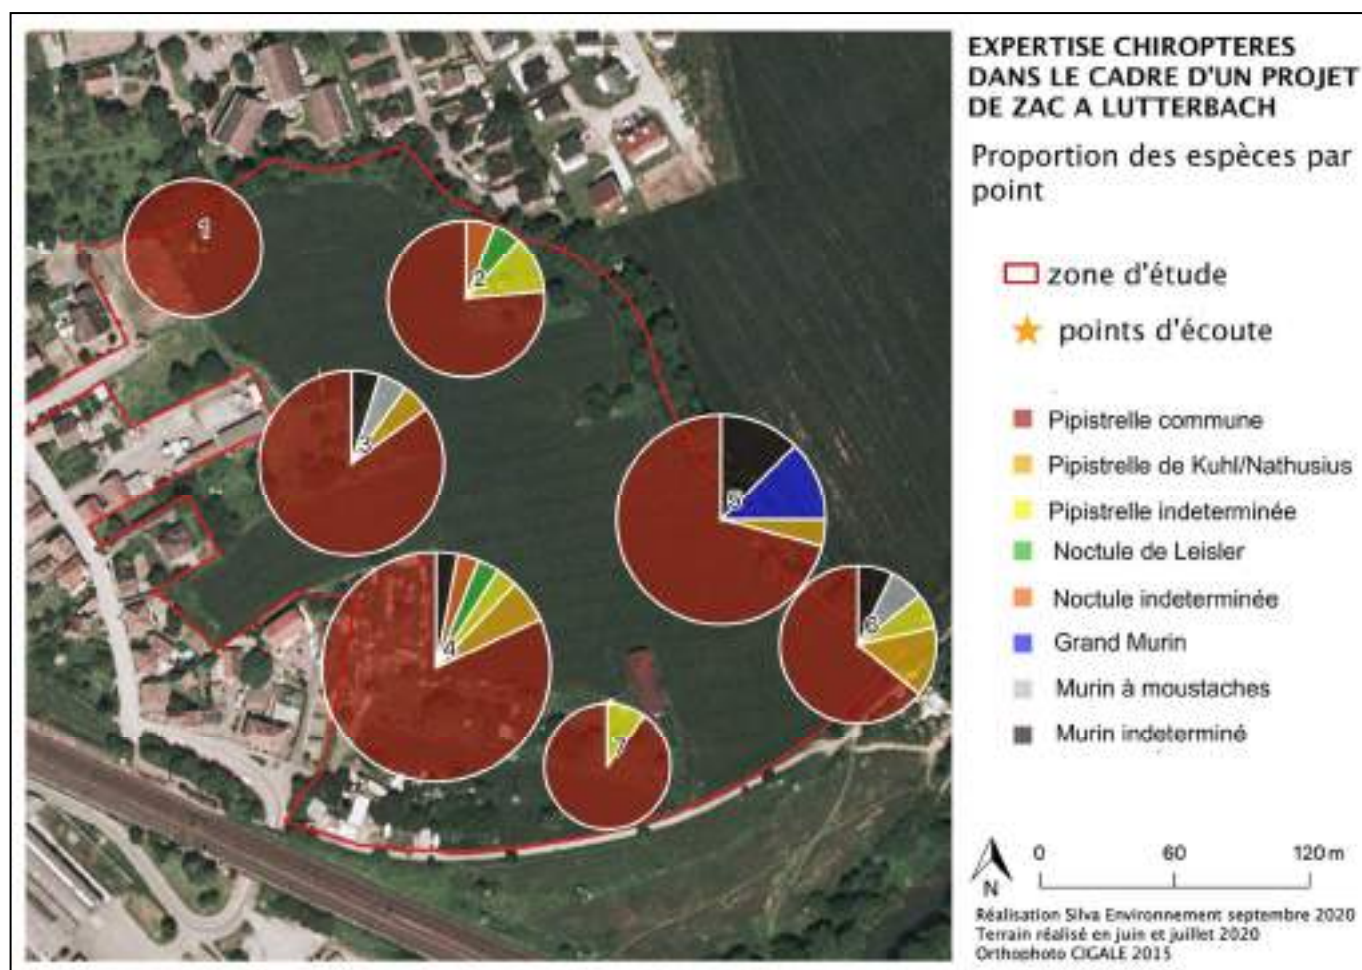 EXPERTISE CHIROPTERES
DANS LE CADRE D'UN PROJET
DE ZAC A LUTTERBACH
Proportion des espèces par
point
zone d'étude
points d'écoute
Pipistrelle commune
Pipistrelle de Kuhl/Nathusius
Pipistrelle indeterminée
Noctule de Leisler
Noctule indeterminée
Grand Murin
Murin à moustaches
Murin indeterminé
1
2
3
4
5
6
7
0 60 120 m
N
Réalisation Silva Environnement septembre 2020
Terrain réalisé en juin et juillet 2020
Orthophoto CIGALE 2015